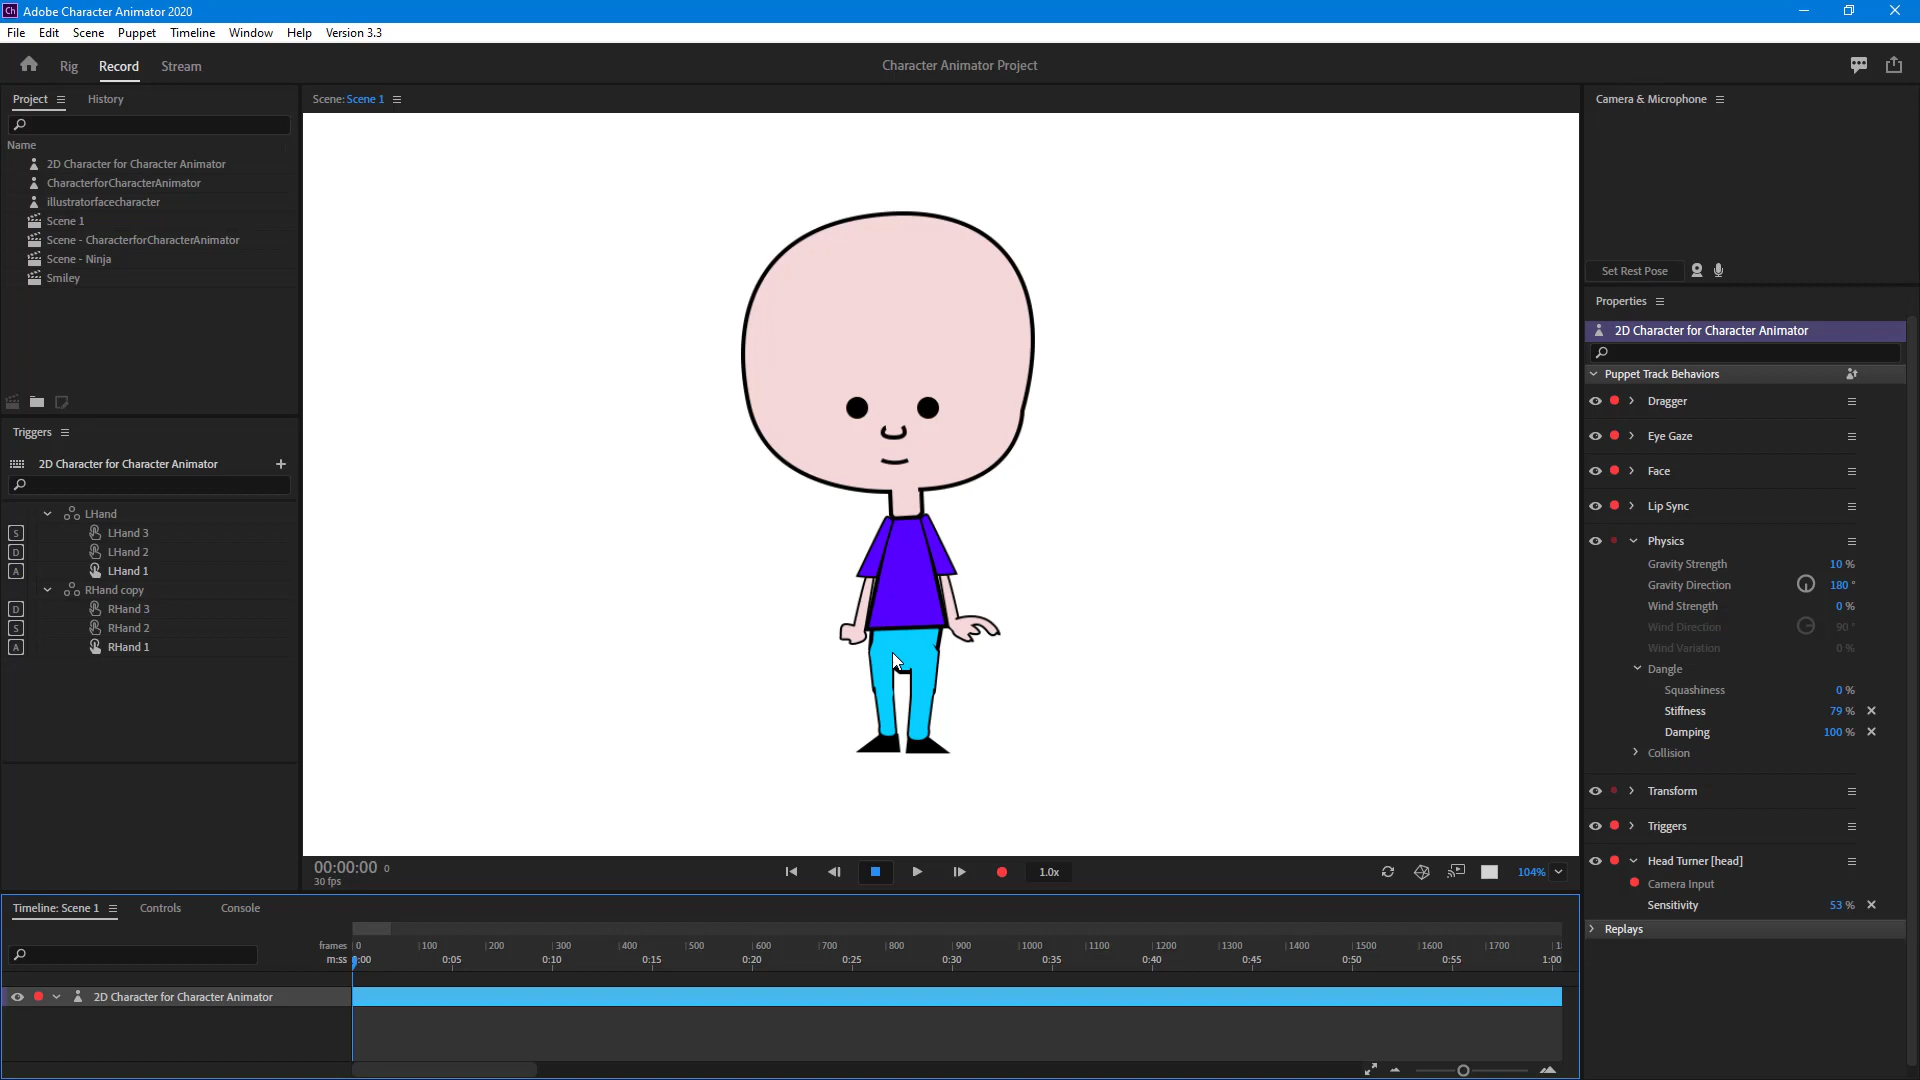 Ch Adobe Character Animator 2020
File Edit Scene Puppet Timeline Window Help Version 3.3
Rig Record Stream Character Animator Project
Project History
Name
2D Character for Character Animator
CharacterforCharacterAnimator
illustratorfacecharacter
Scene 1
Scene - CharacterforCharacterAnimator
Scene - Ninja
Smiley
Triggers
2D Character for Character Animator
LHand
S LHand 3
D LHand 2
A LHand 1
RHand copy
D RHand 3
S RHand 2
A RHand 1
Scene: Scene 1
00:00:00 0
30 fps
1.0x
104%
Camera & Microphone
Set Rest Pose
Properties
2D Character for Character Animator
Puppet Track Behaviors
Dragger
Eye Gaze
Face
Lip Sync
Physics
Gravity Strength 10 %
Gravity Direction 180 °
Wind Strength 0 %
Wind Direction 90 °
Wind Variation 0 %
Dangle
Squashiness 0 %
Stiffness 79 %
Damping 100 %
Collision
Transform
Triggers
Head Turner [head]
Camera Input
Sensitivity 53 %
Replays
Timeline: Scene 1 Controls Console
frames 0 100 200 300 400 500 600 700 800 900 1000 1100 1200 1300 1400 1500 1600 1700
m:ss :00 0:05 0:10 0:15 0:20 0:25 0:30 0:35 0:40 0:45 0:50 0:55 1:00
2D Character for Character Animator